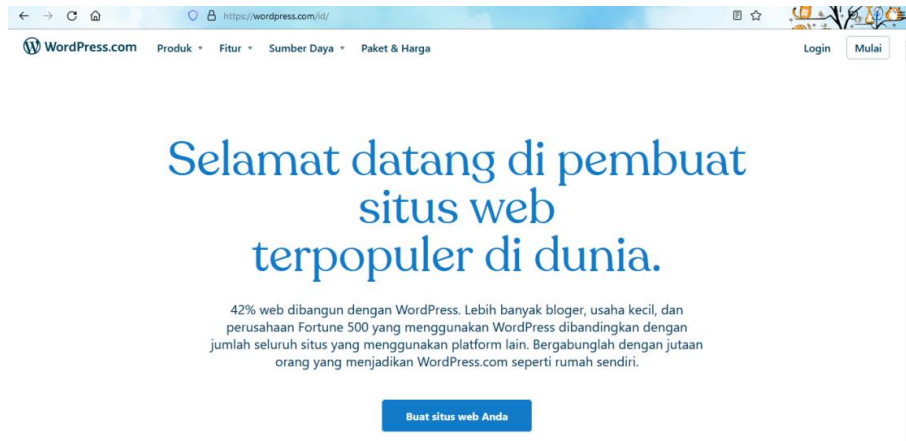 https://wordpress.com/id/
WordPress.com Produk Fitur Sumber Daya Paket & Harga Login Mulai
Selamat datang di pembuat
situs web
terpopuler di dunia.
42% web dibangun dengan WordPress. Lebih banyak bloger, usaha kecil, dan
perusahaan Fortune 500 yang menggunakan WordPress dibandingkan dengan
jumlah seluruh situs yang menggunakan platform lain. Bergabunglah dengan jutaan
orang yang menjadikan WordPress.com seperti rumah sendiri.
Buat situs web Anda